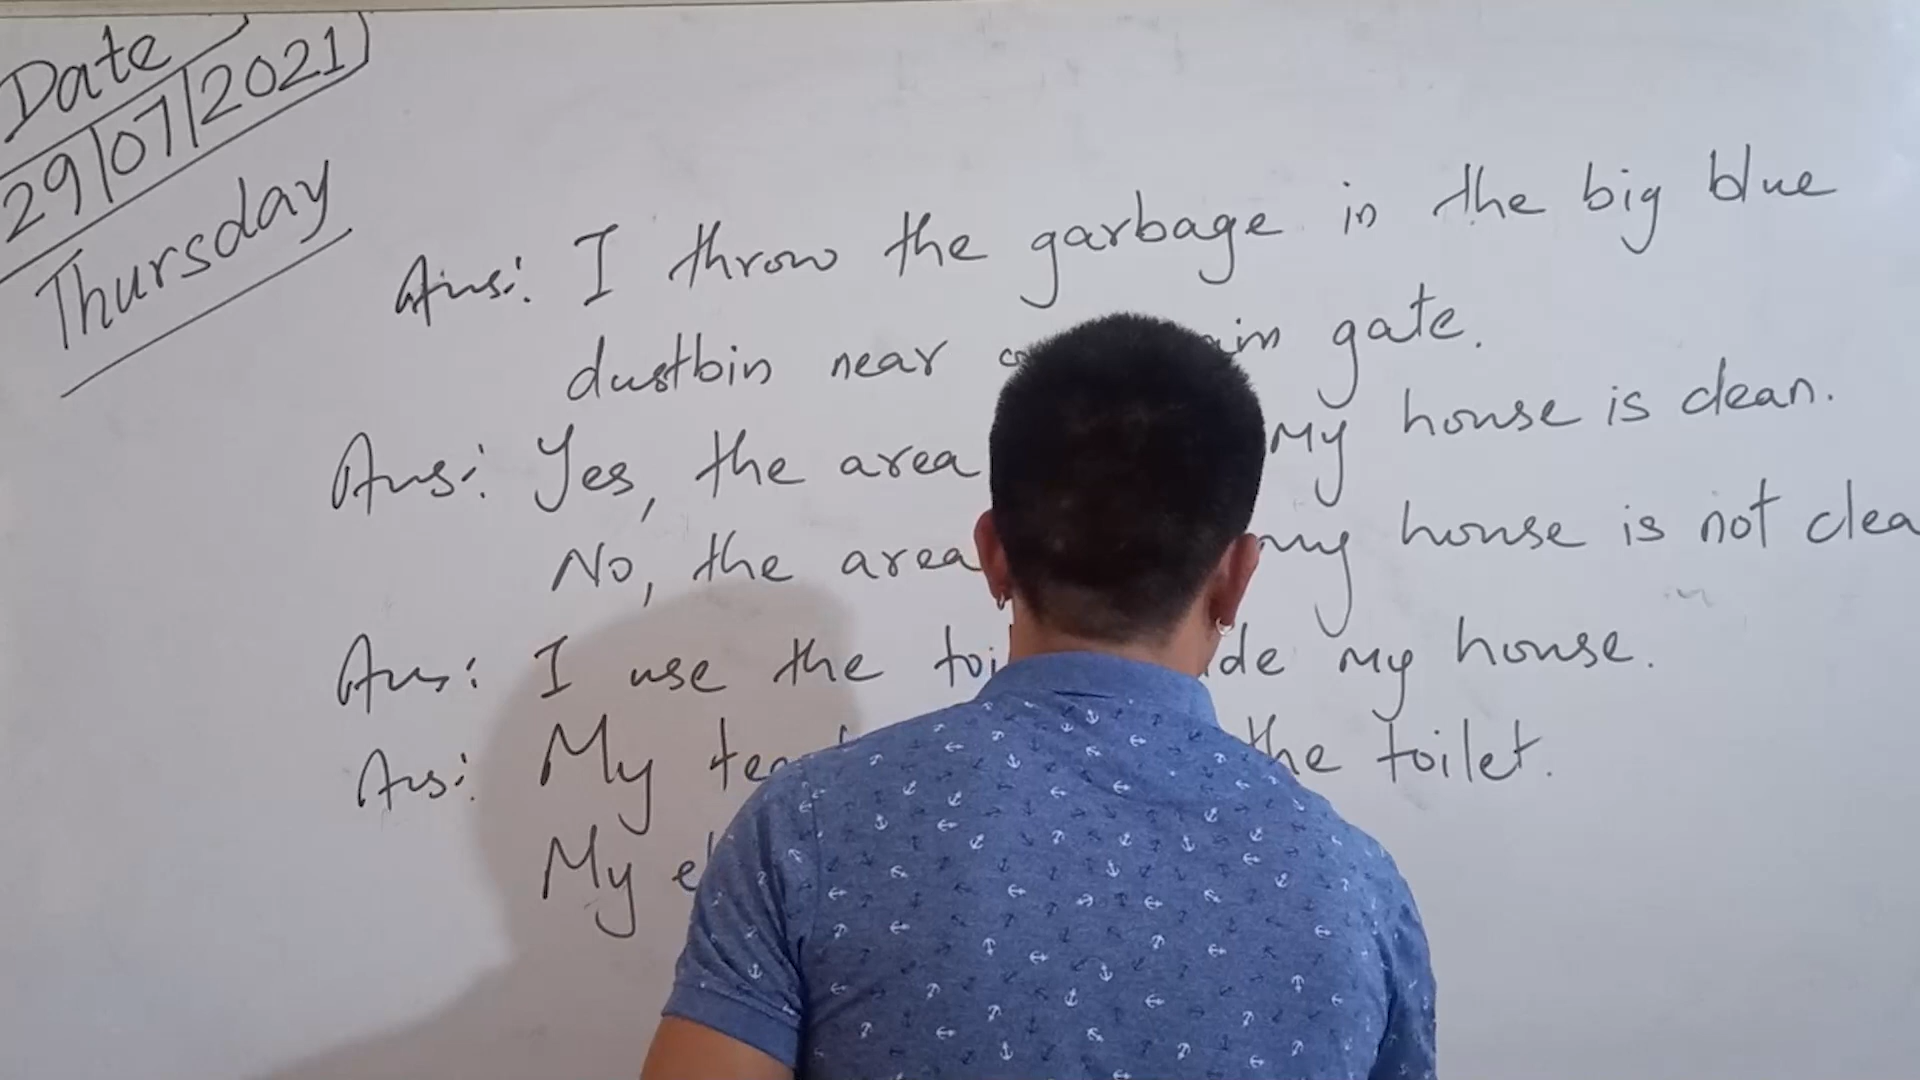 Date
29/07/2021
Thursday
Ans: I throw the garbage in the big blue
dustbin near gate.
Ans: Yes, the area My house is clean.
No, the area my house is not clea
Ans: I use the my house.
Ans: My the toilet.
My